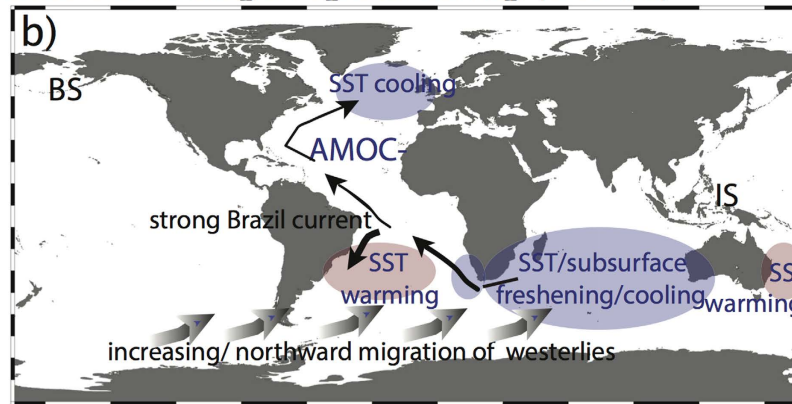 b)
SST cooling
BS
AMOC-
IS
strong Brazil current
SST
warming
SST/subsurface
freshening/cooling
SS
warming
increasing/ northward migration of westerlies